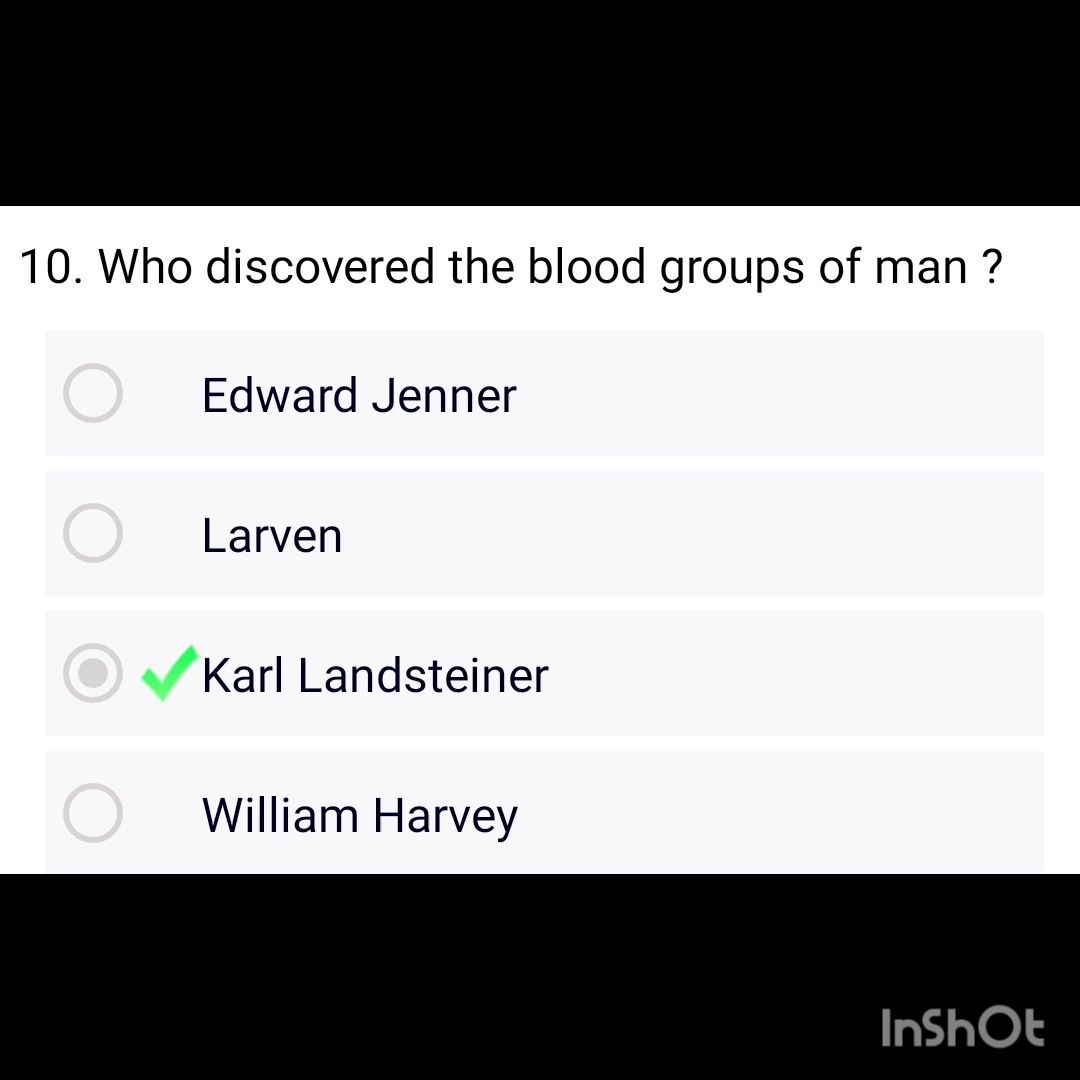 10. Who discovered the blood groups of man ?
Edward Jenner
Larven
Karl Landsteiner
William Harvey
InShOt